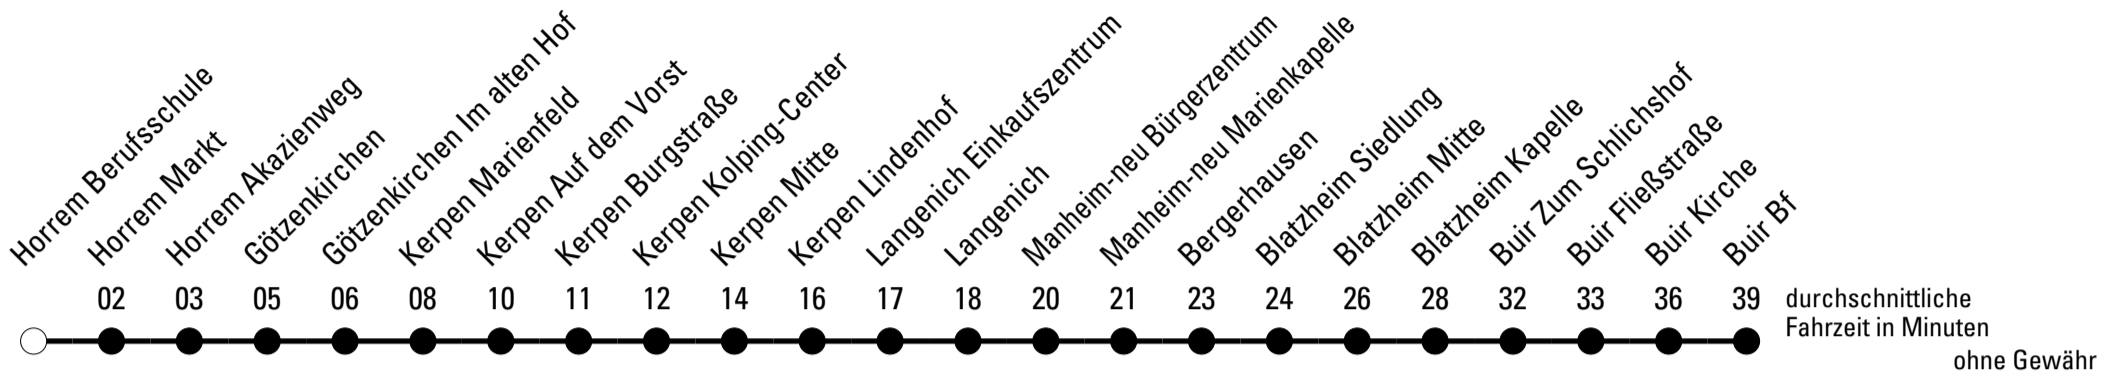 Horrem Berufsschule
Horrem Markt
Horrem Akazienweg
Götzenkirchen
Götzenkirchen Im alten Hof
Kerpen Marienfeld
Kerpen Auf dem Vorst
Kerpen Burgstraße
Kerpen Kolping-Center
Kerpen Mitte
Kerpen Lindenhof
Langenich Einkaufszentrum
Langenich
Manheim-neu Bürgerzentrum
Manheim-neu Marienkapelle
Bergerhausen
Blatzheim Siedlung
Blatzheim Mitte
Blatzheim Kapelle
Buir Zum Schlichshof
Buir Fließstraße
Buir Kirche
Buir Bf
02 03 05 06 08 10 11 12 14 16 17 18 20 21 23 24 26 28 32 33 36 39
durchschnittliche
Fahrzeit in Minuten
ohne Gewähr